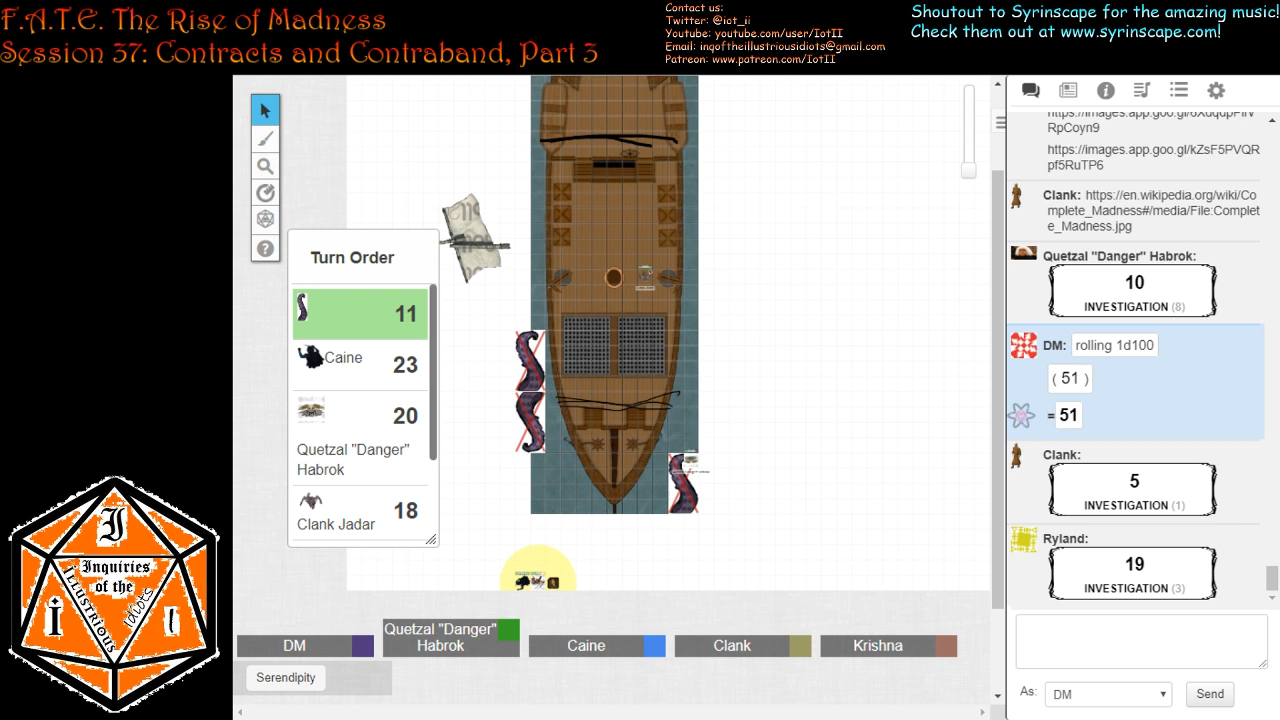 F.A.T.E. The Rise of Madness
Session 37: Contracts and Contraband, Part 3
Contact us:
Twitter: @iot_ii
Youtube: youtube.com/user/IotII
Email: inqoftheillustriousidiots@gmail.com
Patreon: www.patreon.com/IotII
Shoutout to Syrinscape for the amazing music!
Check them out at www.syrinscape.com!
Turn Order
11
Caine
23
20
Quetzal "Danger"
Habrok
18
Clank Jadar
RpCoyn9
https://images.app.goo.gl/kZsF5PVQR
pf5RuTP6
Clank: https://en.wikipedia.org/wiki/Co
mplete_Madness#/media/File:Complet
e_Madness.jpg
Quetzal "Danger" Habrok:
10
INVESTIGATION (8)
DM: rolling 1d100
( 51 )
= 51
Clank:
5
INVESTIGATION (1)
Ryland:
19
INVESTIGATION (3)
As: DM
Send
DM
Quetzal "Danger"
Habrok
Caine
Clank
Krishna
Serendipity
I
Inquiries
of the
Illustrious
idiots
i
I